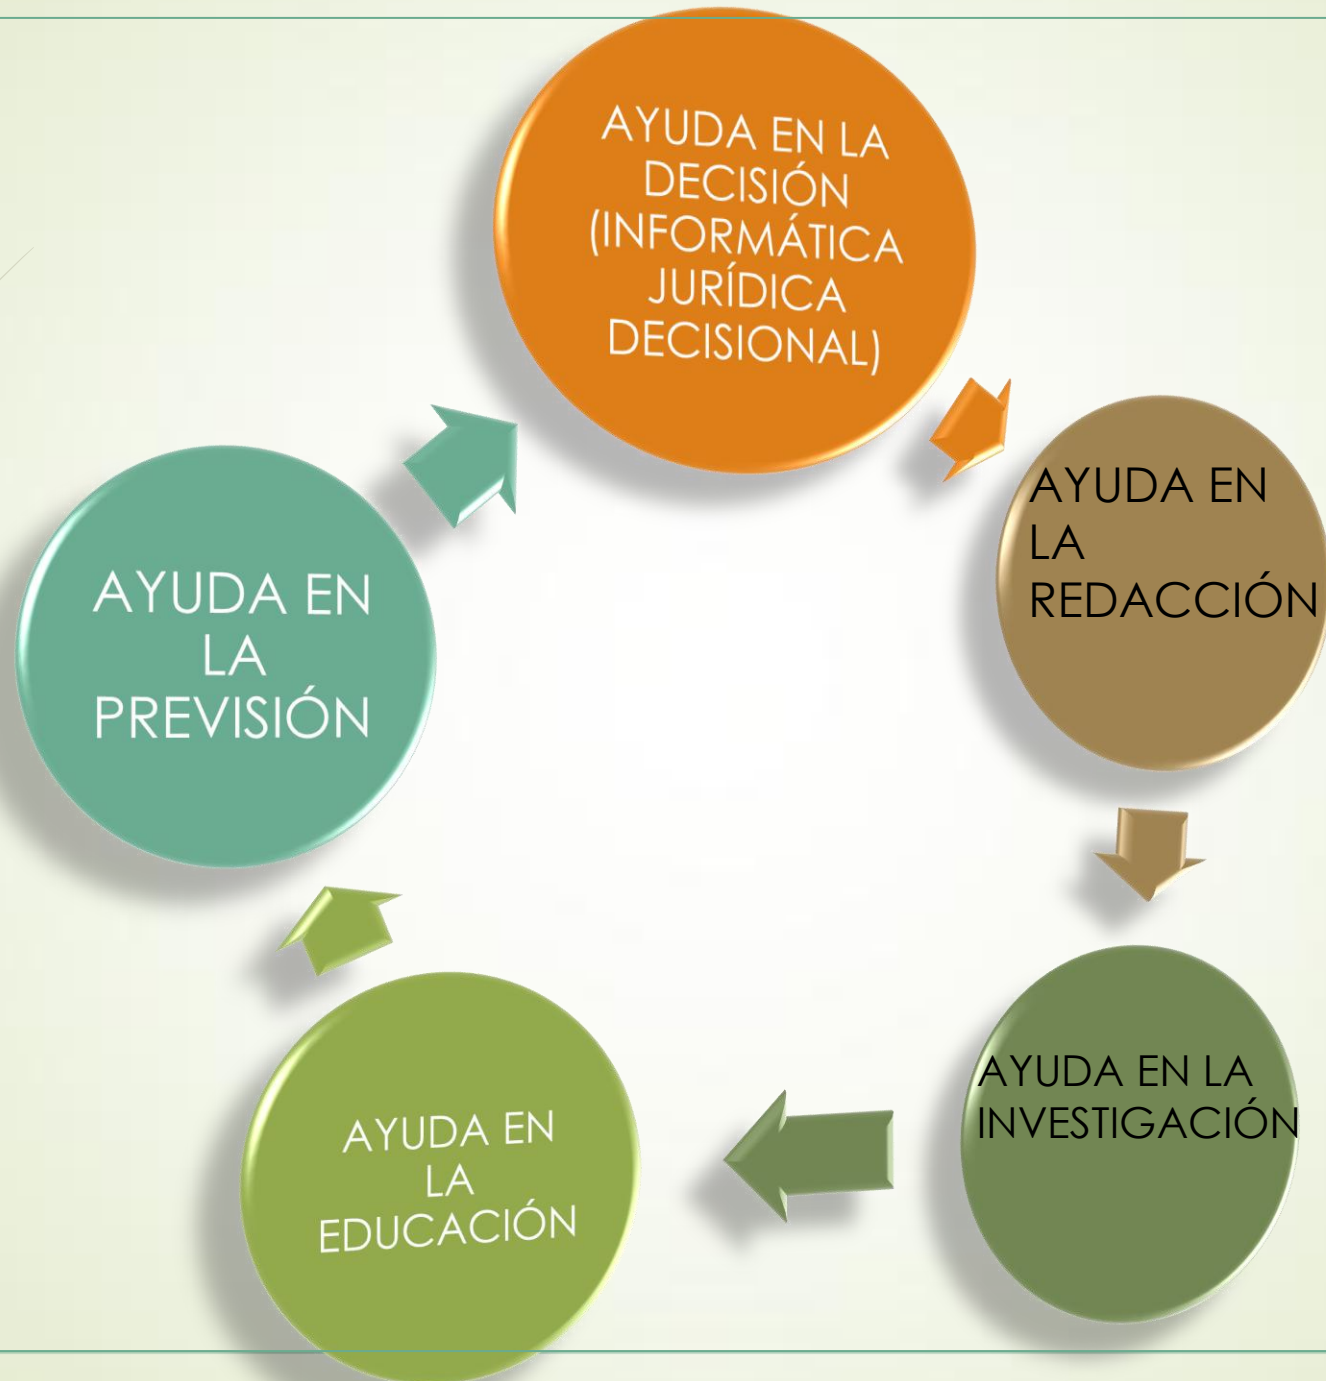 AYUDA EN LA
DECISIÓN
(INFORMÁTICA
JURÍDICA
DECISIONAL)
AYUDA EN
LA
REDACCIÓN
AYUDA EN LA
INVESTIGACIÓN
AYUDA EN
LA
EDUCACIÓN
AYUDA EN
LA
PREVISIÓN